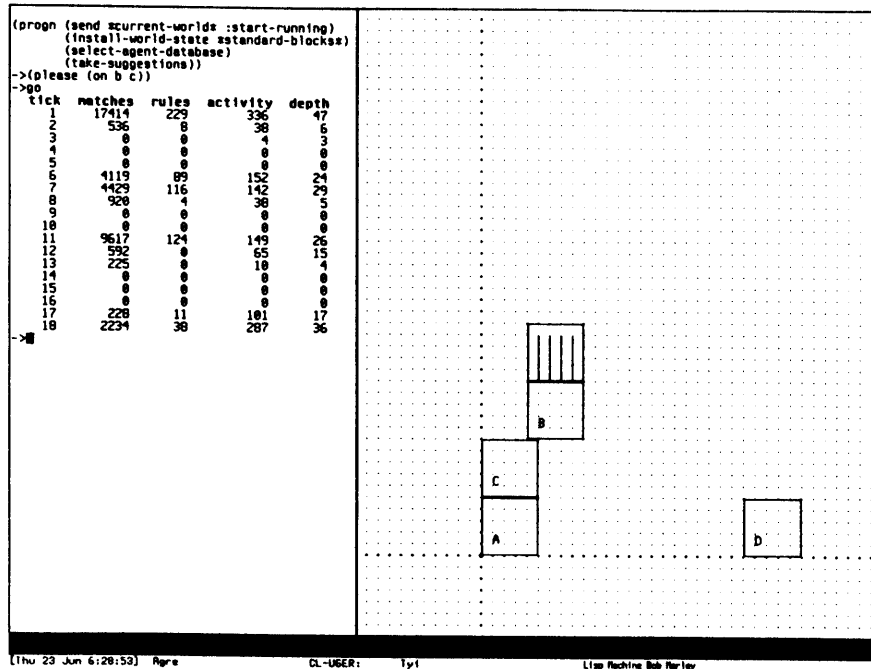 (progn (send *current-world* :start-running)
(install-world-state *standard-blocks*)
(select-agent-database)
(take-suggestions))
->(please (on b c))
->go
tick matches rules activity depth
1 17414 229 336 47
2 536 8 38 6
3 0 0 4 3
4 0 0 0 0
5 0 0 0 0
6 4119 89 152 24
7 4429 116 142 29
8 920 4 38 5
9 0 0 0 0
10 0 0 0 0
11 9617 124 149 26
12 592 0 65 15
13 225 0 10 4
14 0 0 0 0
15 0 0 0 0
16 0 0 0 0
17 228 11 101 17
18 2234 38 287 36
->
B
C
A
D
[Thu 23 Jun 6:28:53] Agre CL-USER: Tyi Lisp Machine Bob Marley